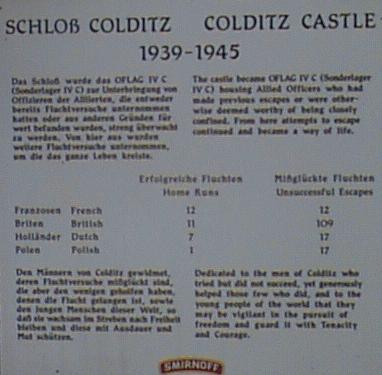 SCHLOß COLDITZ COLDITZ CASTLE
1939-1945
Das Schloß wurde das OFLAG IV C
(Sonderlager IV C) zur Unterbringung von
Offizieren der Alliierten, die entweder
bereits Fluchtversuche unternommen
hatten oder aus anderen Gründen für
wert befunden wurden, streng überwacht
zu werden. Von hier aus wurden
weitere Fluchtversuche unternommen,
um die das ganze Leben kreiste.
The castle became OFLAG IV C (Sonderlager
IV C) housing Allied Officers who had
made previous escapes or were other-
wise deemed worthy of being closely
confined. From here attempts to escape
continued and became a way of life.
Erfolgreiche Fluchten Mißglückte Fluchten
Home Runs Unsuccessful Escapes
Franzosen French 12 12
Briten British 11 109
Holländer Dutch 7 17
Polen Polish 1 17
Den Männern von Colditz gewidmet,
deren Fluchtversuche mißglückt sind,
die aber den wenigen geholfen haben,
denen die Flucht gelungen ist, sowie
den jungen Menschen dieser Welt, so
daß sie wachsam im Streben nach Freiheit
bleiben und diese mit Ausdauer und
Mut schützen.
Dedicated to the men of Colditz who
tried but did not succeed, yet generously
helped those few who did, and to the
young people of the world that they
may be vigilant in the pursuit of
freedom and guard it with Tenacity
and Courage.
SMIRNOFF